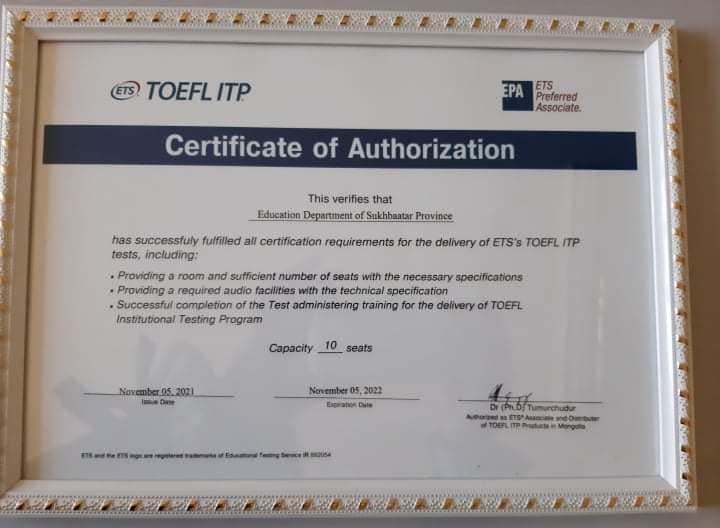 ETS TOEFL ITP
EPA ETS
Preferred
Associate.
Certificate of Authorization
This verifies that
Education Department of Sukhbaatar Province
has successfuly fulfilled all certification requirements for the delivery of ETS's TOEFL ITP
tests, including:
• Providing a room and sufficient number of seats with the necessary specifications
• Providing a required audio facilities with the technical specification
• Successful completion of the Test administering training for the delivery of TOEFL
Institutional Testing Program
Capacity 10 seats
November 05, 2021
Issue Date
November 05, 2022
Expiration Date
Dr (Ph.D) Tumurchudur
Authorized as ETS® Associate and Distributer
of TOEFL ITP Products in Mongolia
ETS and the ETS logo are registered trademarks of Educational Testing Service IR 892054